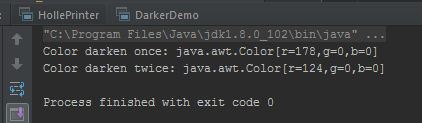 HollePrinter
DarkerDemo
"C:\Program Files\Java\jdk1.8.0_102\bin\java" ...
Color darken once: java.awt.Color[r=178,g=0,b=0]
Color darken twice: java.awt.Color[r=124,g=0,b=0]
Process finished with exit code 0